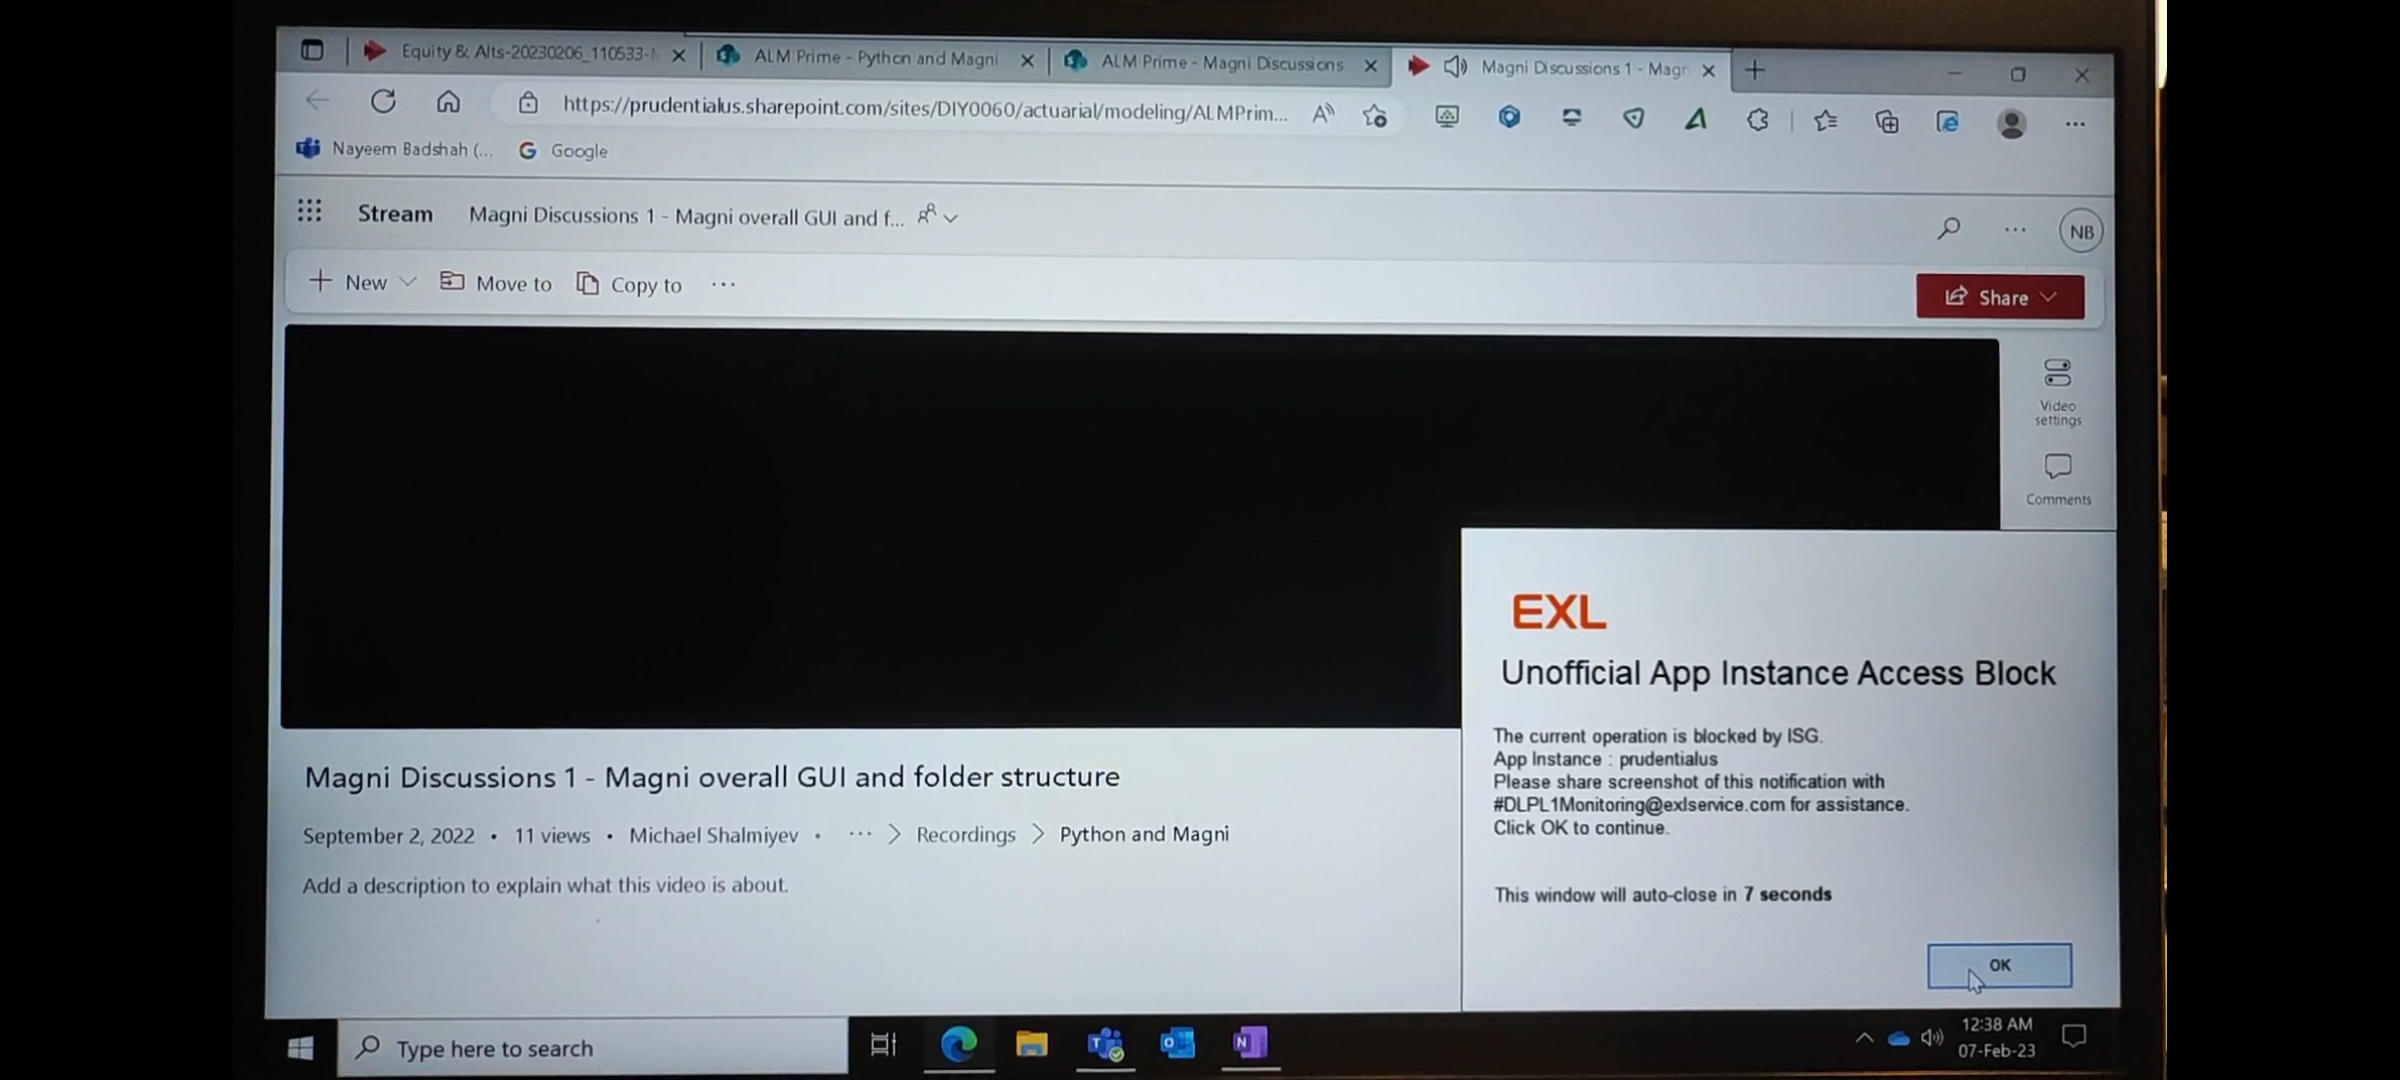 Equity & Alts-20230206_110533-
ALM Prime - Python and Magni
ALM Prime - Magni Discussions
Magni Discussions 1 - Magr
https://prudentialus.sharepoint.com/sites/DIY0060/actuarial/modeling/ALMPrim...
Nayeem Badshah (...
Google
Stream
Magni Discussions 1 - Magni overall GUI and f...
NB
New
Move to
Copy to
...
Share
Video
settings
Comments
EXL
Unofficial App Instance Access Block
The current operation is blocked by ISG.
App Instance : prudentialus
Please share screenshot of this notification with
#DLPL1Monitoring@exlservice.com for assistance.
Click OK to continue.
This window will auto-close in 7 seconds
OK
Magni Discussions 1 - Magni overall GUI and folder structure
September 2, 2022 • 11 views • Michael Shalmiyev • ... > Recordings > Python and Magni
Add a description to explain what this video is about.
Type here to search
12:38 AM
07-Feb-23